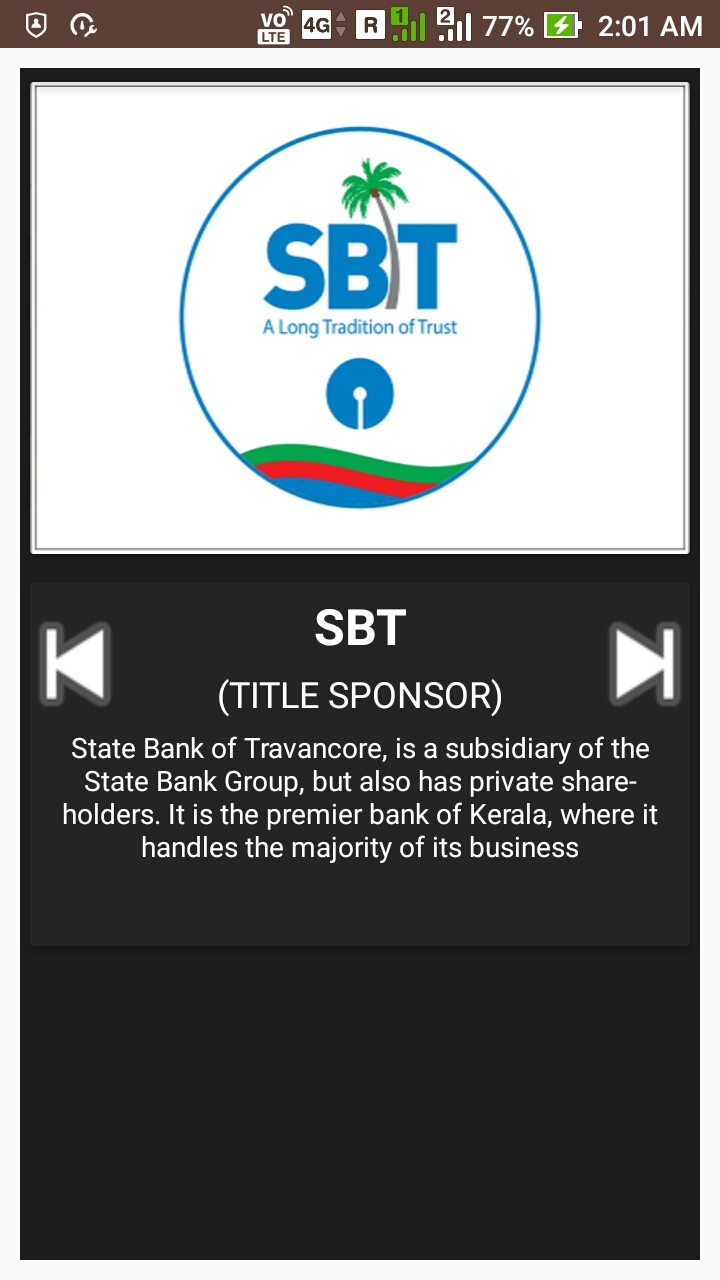 VO LTE 4G R 1 2 77% 2:01 AM
SBT
A Long Tradition of Trust
SBT
(TITLE SPONSOR)
State Bank of Travancore, is a subsidiary of the
State Bank Group, but also has private share-
holders. It is the premier bank of Kerala, where it
handles the majority of its business